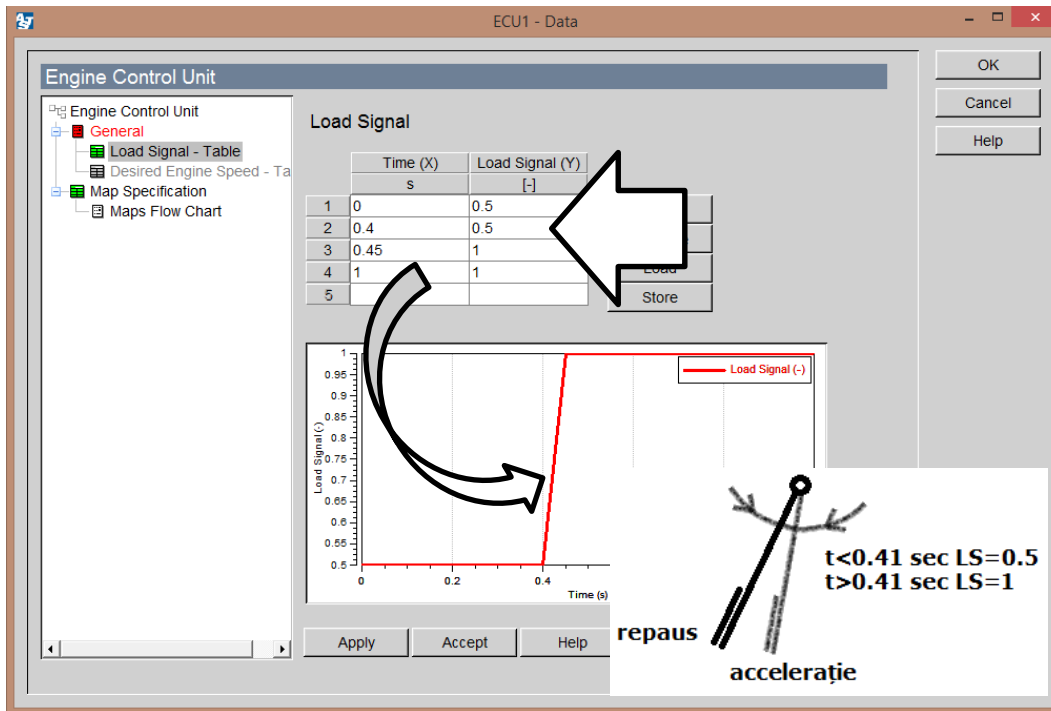 ECU1 - Data
OK
Cancel
Help
Engine Control Unit
Engine Control Unit
General
Load Signal - Table
Desired Engine Speed - Ta
Map Specification
Maps Flow Chart
Load Signal
Time (X) Load Signal (Y)
s [-]
1 0 0.5
2 0.4 0.5
3 0.45 1
4 1 1
5
Load
Store
1
0.95
0.9
0.85
0.8
0.75
0.7
0.65
0.6
0.55
0.5
Load Signal (-)
Load Signal (-)
0 0.2 0.4
Time (s)
Apply Accept Help
t<0.41 sec LS=0.5
t>0.41 sec LS=1
repaus
accelerație